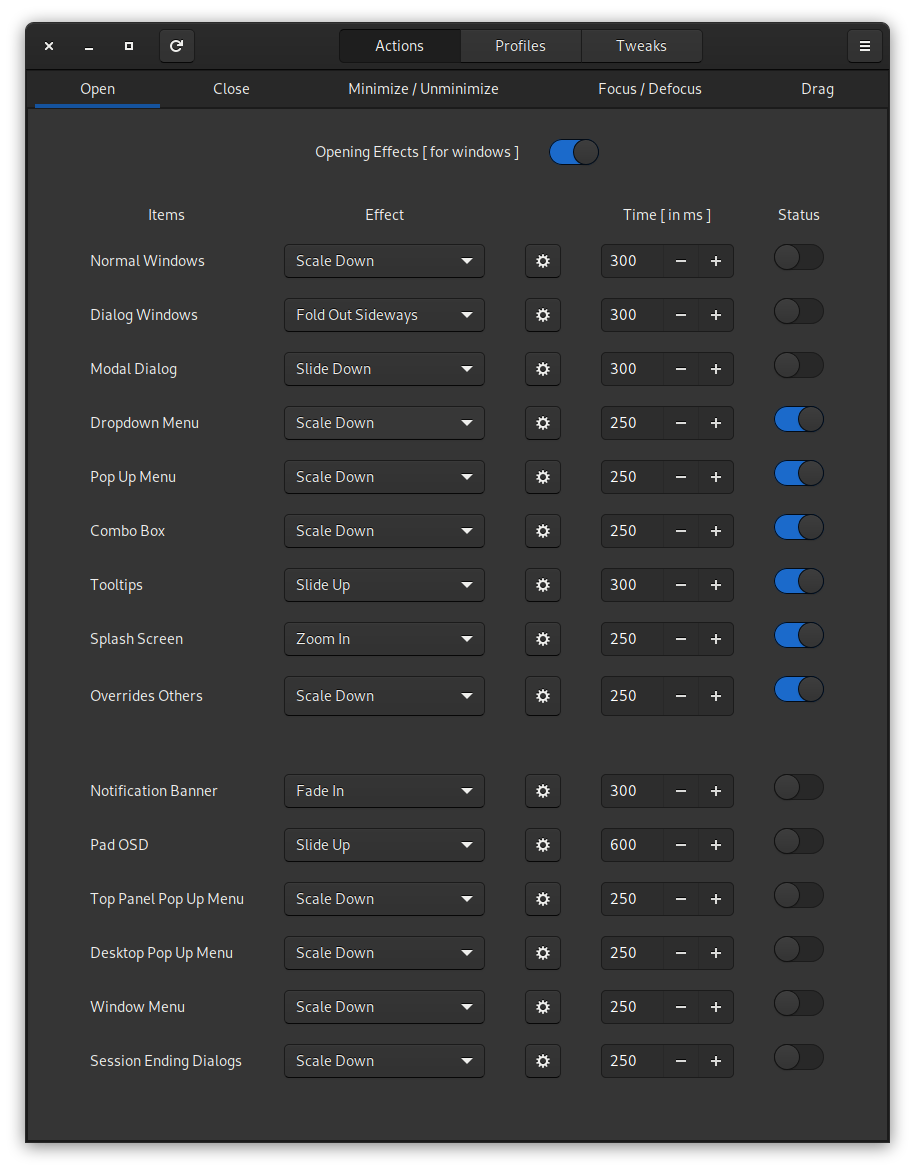 Actions Profiles Tweaks
Open Close Minimize / Unminimize Focus / Defocus Drag
Opening Effects [ for windows ]
Items Effect Time [ in ms ] Status
Normal Windows Scale Down 300 − +
Dialog Windows Fold Out Sideways 300 − +
Modal Dialog Slide Down 300 − +
Dropdown Menu Scale Down 250 − +
Pop Up Menu Scale Down 250 − +
Combo Box Scale Down 250 − +
Tooltips Slide Up 300 − +
Splash Screen Zoom In 250 − +
Overrides Others Scale Down 250 − +
Notification Banner Fade In 300 − +
Pad OSD Slide Up 600 − +
Top Panel Pop Up Menu Scale Down 250 − +
Desktop Pop Up Menu Scale Down 250 − +
Window Menu Scale Down 250 − +
Session Ending Dialogs Scale Down 250 − +